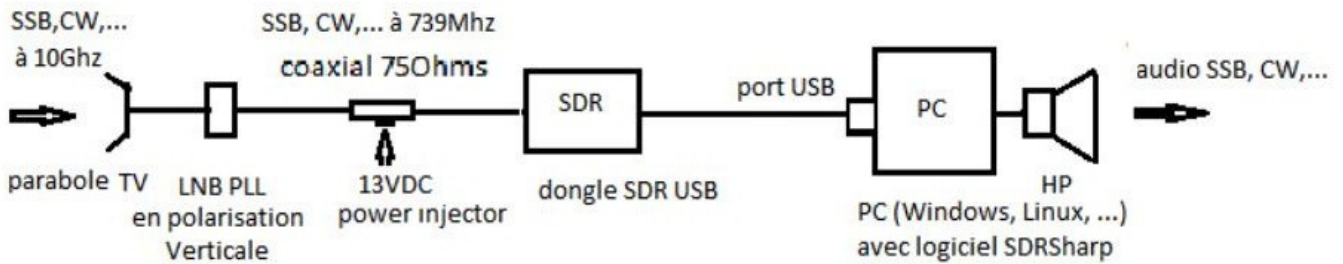 SSB,CW,...
à 10Ghz
parabole TV
LNB PLL
en polarisation
Verticale
SSB, CW,... à 739Mhz
coaxial 75Ohms
13VDC
power injector
SDR
dongle SDR USB
port USB
PC
HP
PC (Windows, Linux, ...)
avec logiciel SDRSharp
audio SSB, CW,...